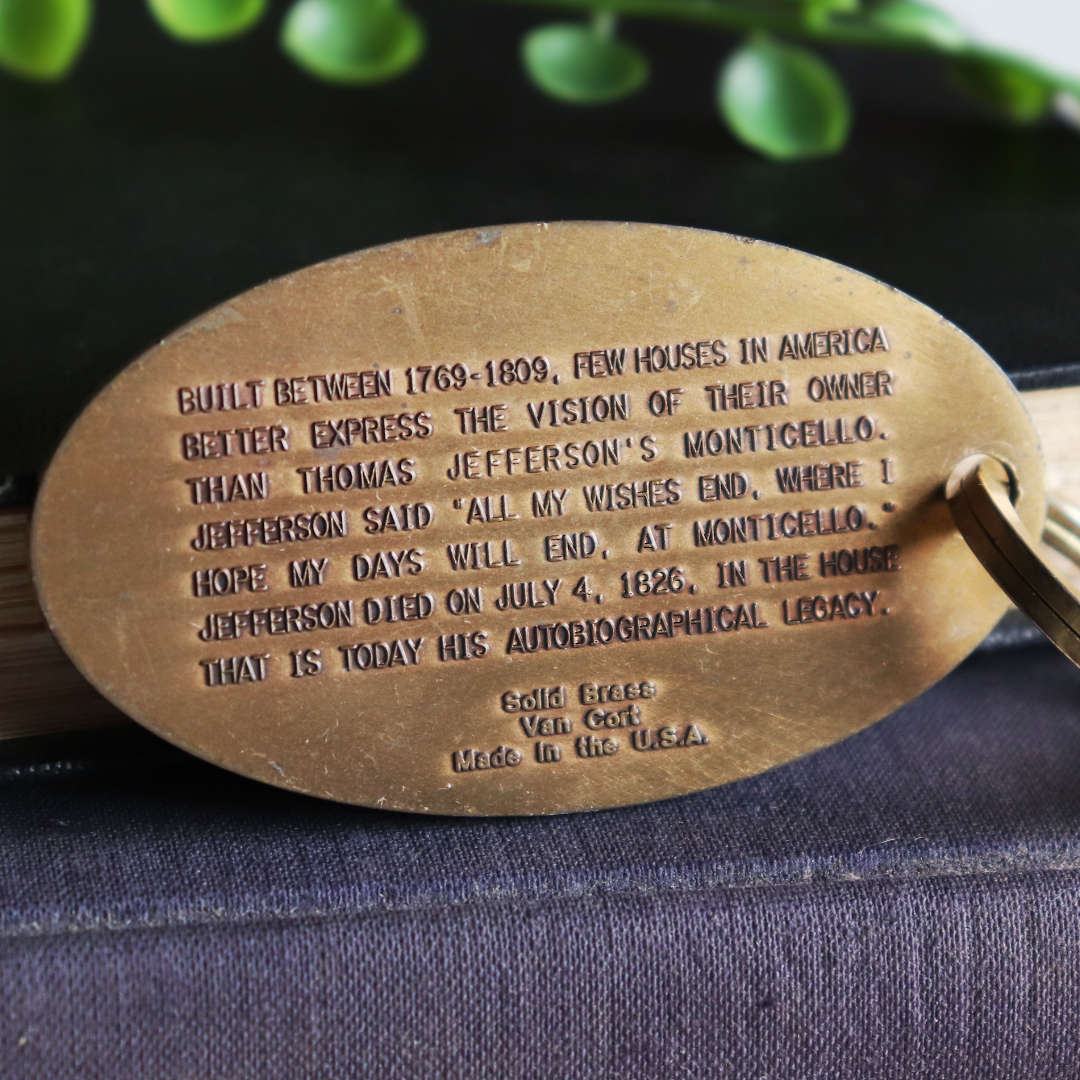 BUILT BETWEEN 1769-1809, FEW HOUSES IN AMERICA
BETTER EXPRESS THE VISION OF THEIR OWNER
THAN THOMAS JEFFERSON'S MONTICELLO.
JEFFERSON SAID "ALL MY WISHES END, WHERE I
HOPE MY DAYS WILL END, AT MONTICELLO."
JEFFERSON DIED ON JULY 4, 1826, IN THE HOUSE
THAT IS TODAY HIS AUTOBIOGRAPHICAL LEGACY.
Solid Brass
Van Cort
Made in the U.S.A.